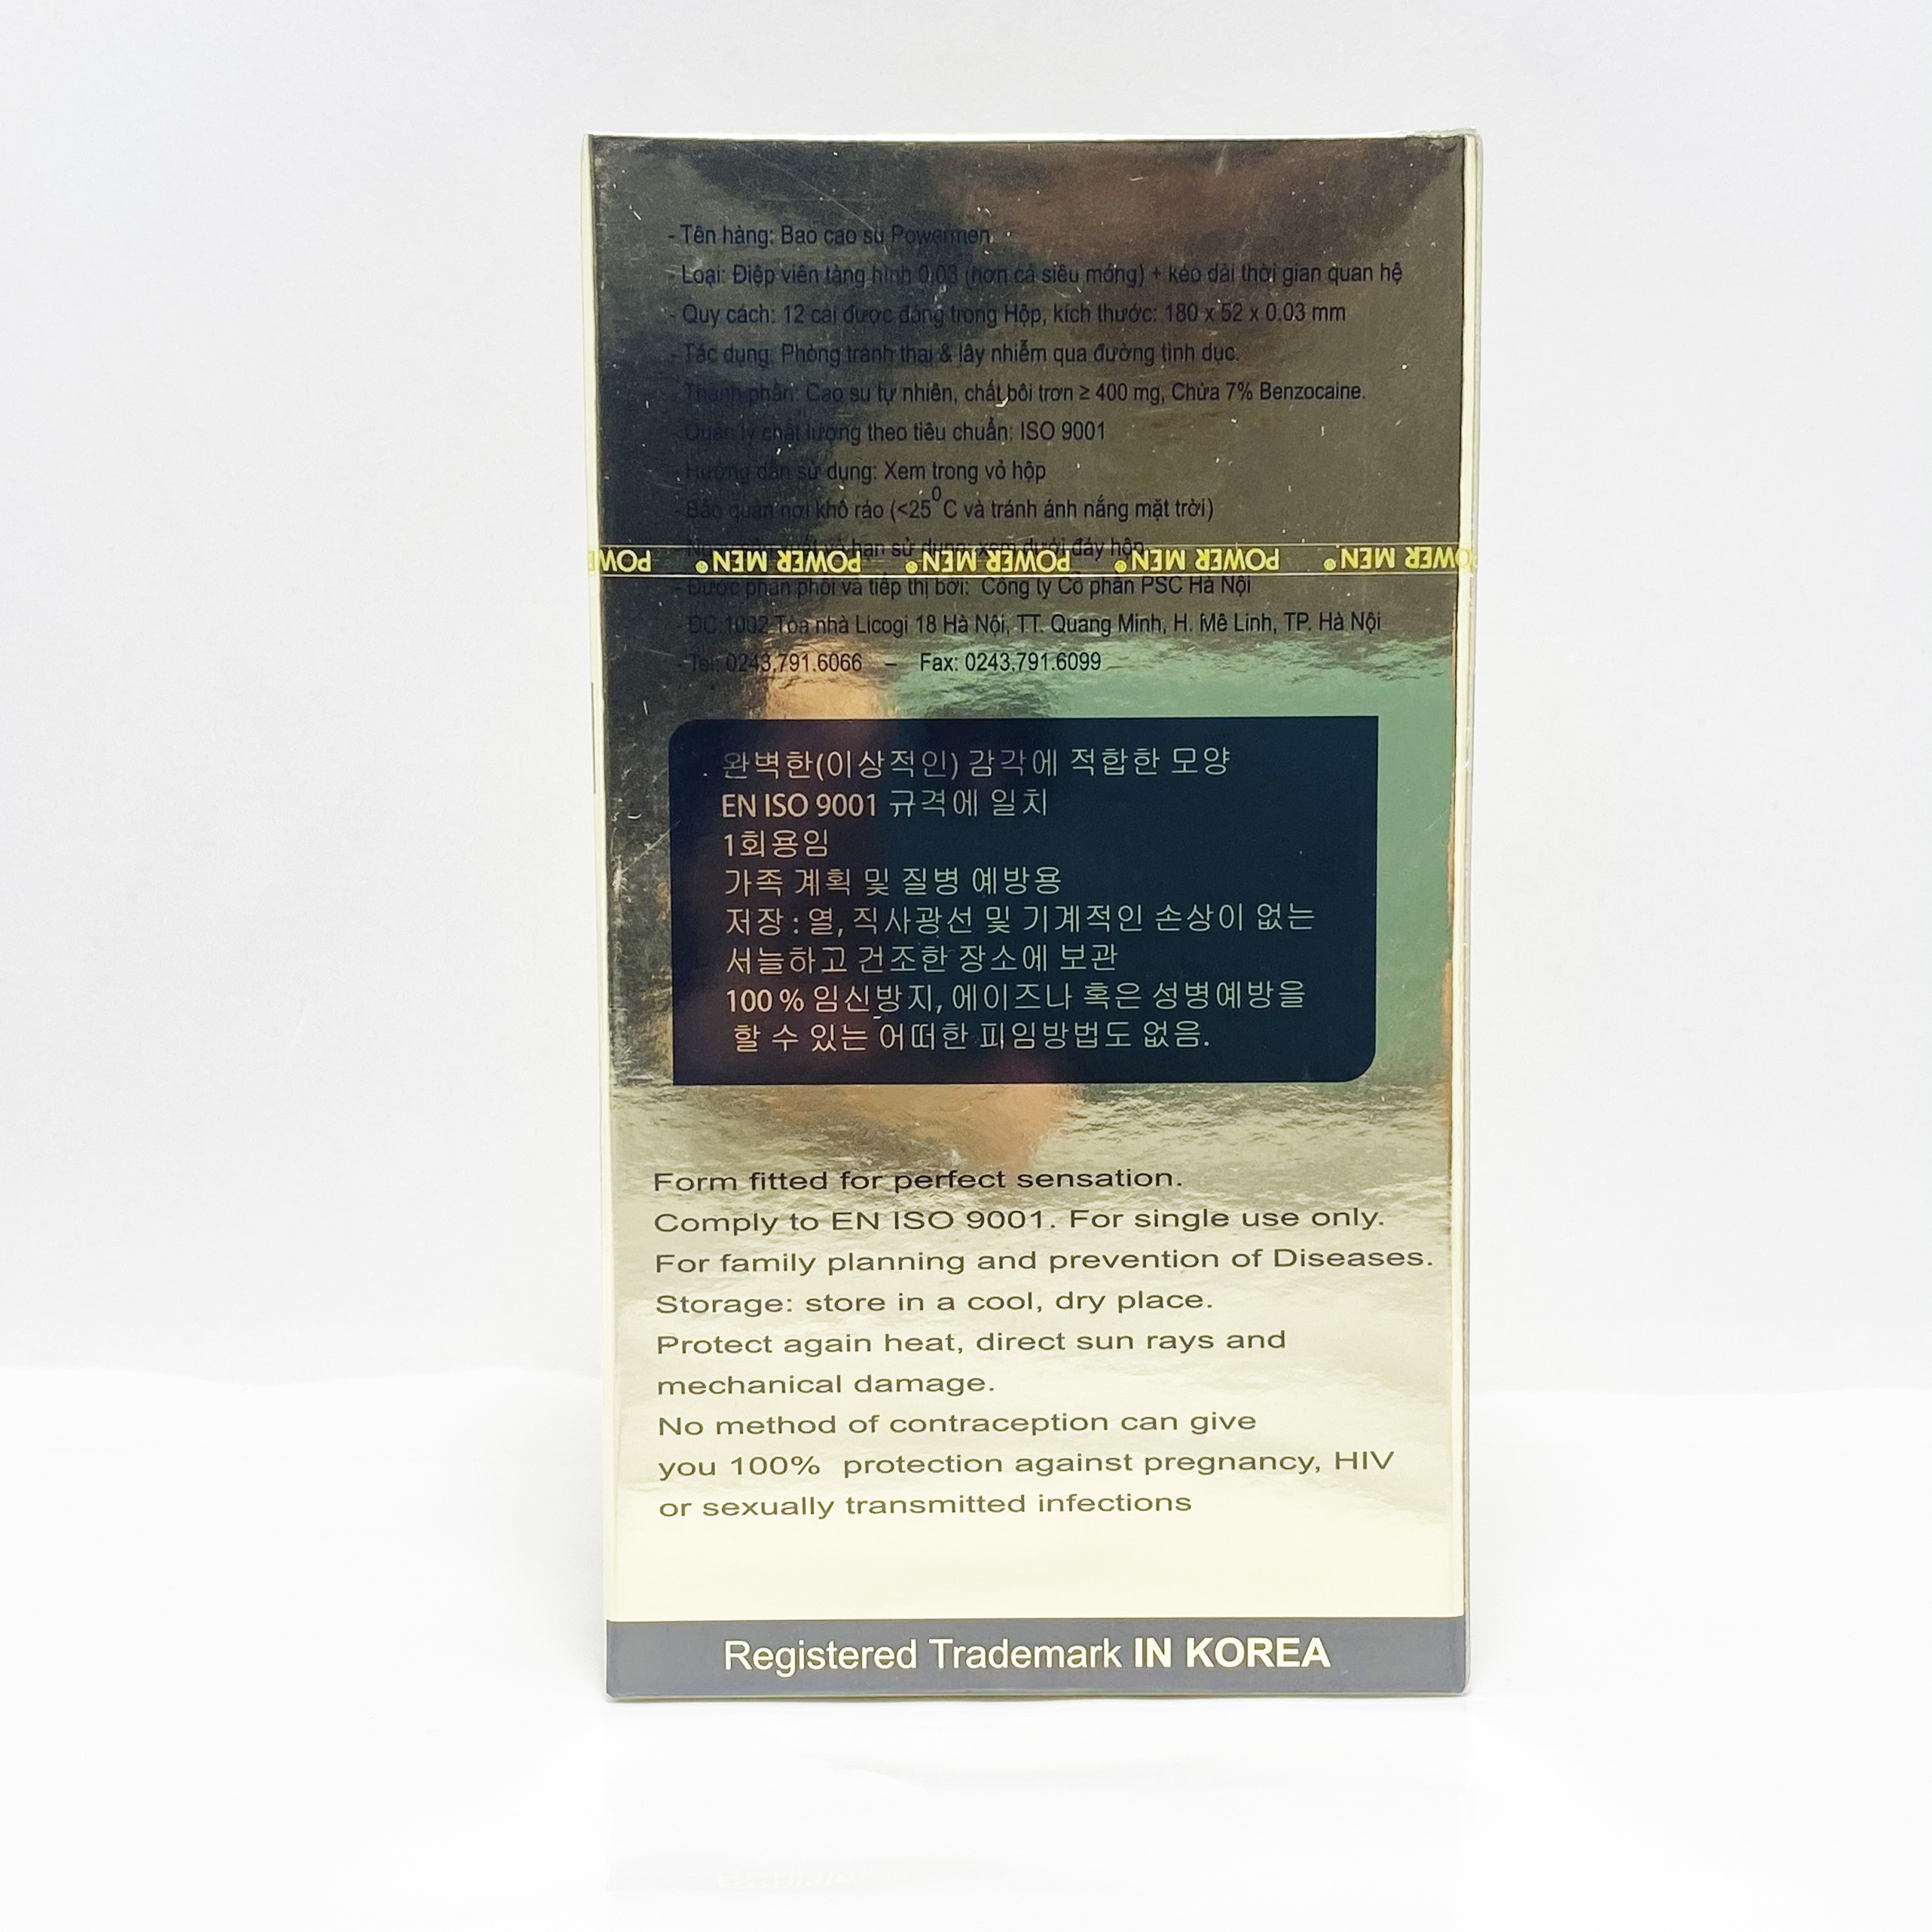 - Tên hàng: Bao cao su Powermen
- Loại: Điệp viên tàng hình 0.03 (hơn cả siêu mỏng) + kéo dài thời gian quan hệ
- Quy cách: 12 cái được đóng trong Hộp, kích thước: 180 x 52 x 0.03 mm
- Tác dụng: Phòng tránh thai & lây nhiễm qua đường tình dục.
- Thành phần: Cao su tự nhiên, chất bôi trơn ≥ 400 mg, Chứa 7% Benzocaine.
- Quản lý chất lượng theo tiêu chuẩn: ISO 9001
- Hướng dẫn sử dụng: Xem trong vỏ hộp
- Bảo quản nơi khô ráo (<25⁰C và tránh ánh nắng mặt trời)
hạn sử dụng: xem dưới đáy hộp
POW POWER MEN® POWER MEN® POWER MEN® POWER MEN®
- Được phân phối và tiếp thị bởi: Công ty Cổ phần PSC Hà Nội
- ĐC:1002 Tòa nhà Licogi 18 Hà Nội, TT. Quang Minh, H. Mê Linh, TP. Hà Nội
- Tel: 0243.791.6066 – Fax: 0243.791.6099
완벽한(이상적인) 감각에 적합한 모양
EN ISO 9001 규격에 일치
1회용임
가족 계획 및 질병 예방용
저장 : 열, 직사광선 및 기계적인 손상이 없는
서늘하고 건조한 장소에 보관
100 % 임신방지, 에이즈나 혹은 성병예방을
할 수 있는 어떠한 피임방법도 없음.
Form fitted for perfect sensation.
Comply to EN ISO 9001. For single use only.
For family planning and prevention of Diseases.
Storage: store in a cool, dry place.
Protect again heat, direct sun rays and
mechanical damage.
No method of contraception can give
you 100% protection against pregnancy, HIV
or sexually transmitted infections
Registered Trademark IN KOREA